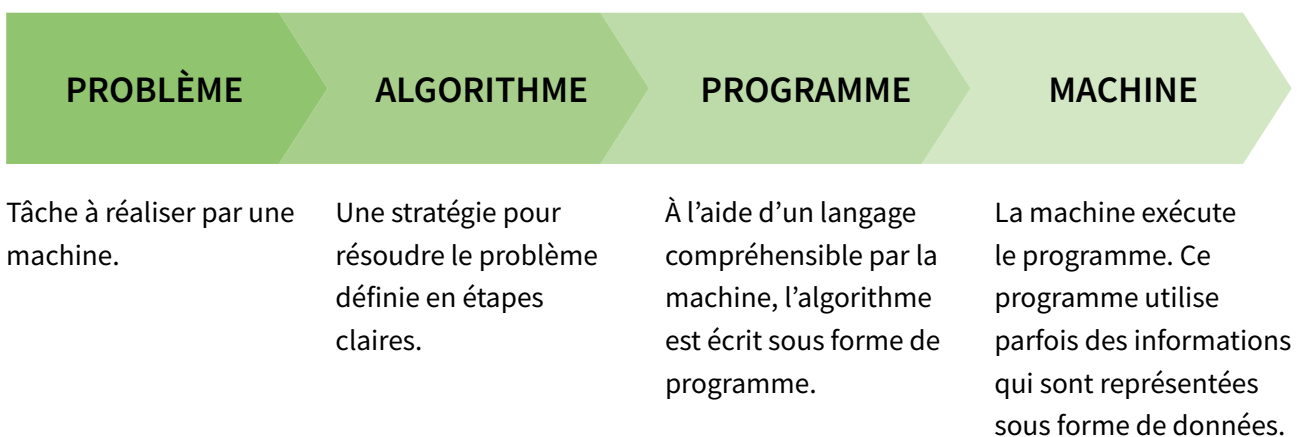 PROBLÈME
ALGORITHME
PROGRAMME
MACHINE
Tâche à réaliser par une
machine.
Une stratégie pour
résoudre le problème
définie en étapes
claires.
À l’aide d’un langage
compréhensible par la
machine, l’algorithme
est écrit sous forme de
programme.
La machine exécute
le programme. Ce
programme utilise
parfois des informations
qui sont représentées
sous forme de données.